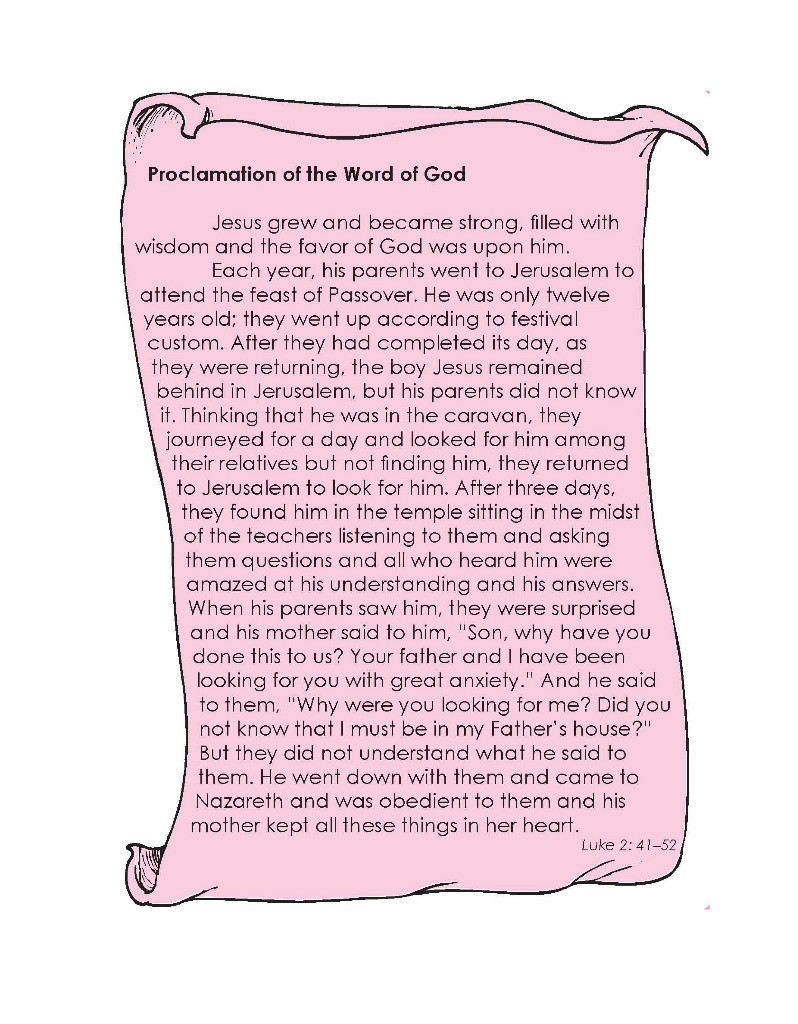 Proclamation of the Word of God
Jesus grew and became strong, filled with
wisdom and the favor of God was upon him.
Each year, his parents went to Jerusalem to
attend the feast of Passover. He was only twelve
years old; they went up according to festival
custom. After they had completed its day, as
they were returning, the boy Jesus remained
behind in Jerusalem, but his parents did not know
it. Thinking that he was in the caravan, they
journeyed for a day and looked for him among
their relatives but not finding him, they returned
to Jerusalem to look for him. After three days,
they found him in the temple sitting in the midst
of the teachers listening to them and asking
them questions and all who heard him were
amazed at his understanding and his answers.
When his parents saw him, they were surprised
and his mother said to him, "Son, why have you
done this to us? Your father and I have been
looking for you with great anxiety." And he said
to them, "Why were you looking for me? Did you
not know that I must be in my Father's house?"
But they did not understand what he said to
them. He went down with them and came to
Nazareth and was obedient to them and his
mother kept all these things in her heart.
Luke 2: 41–52